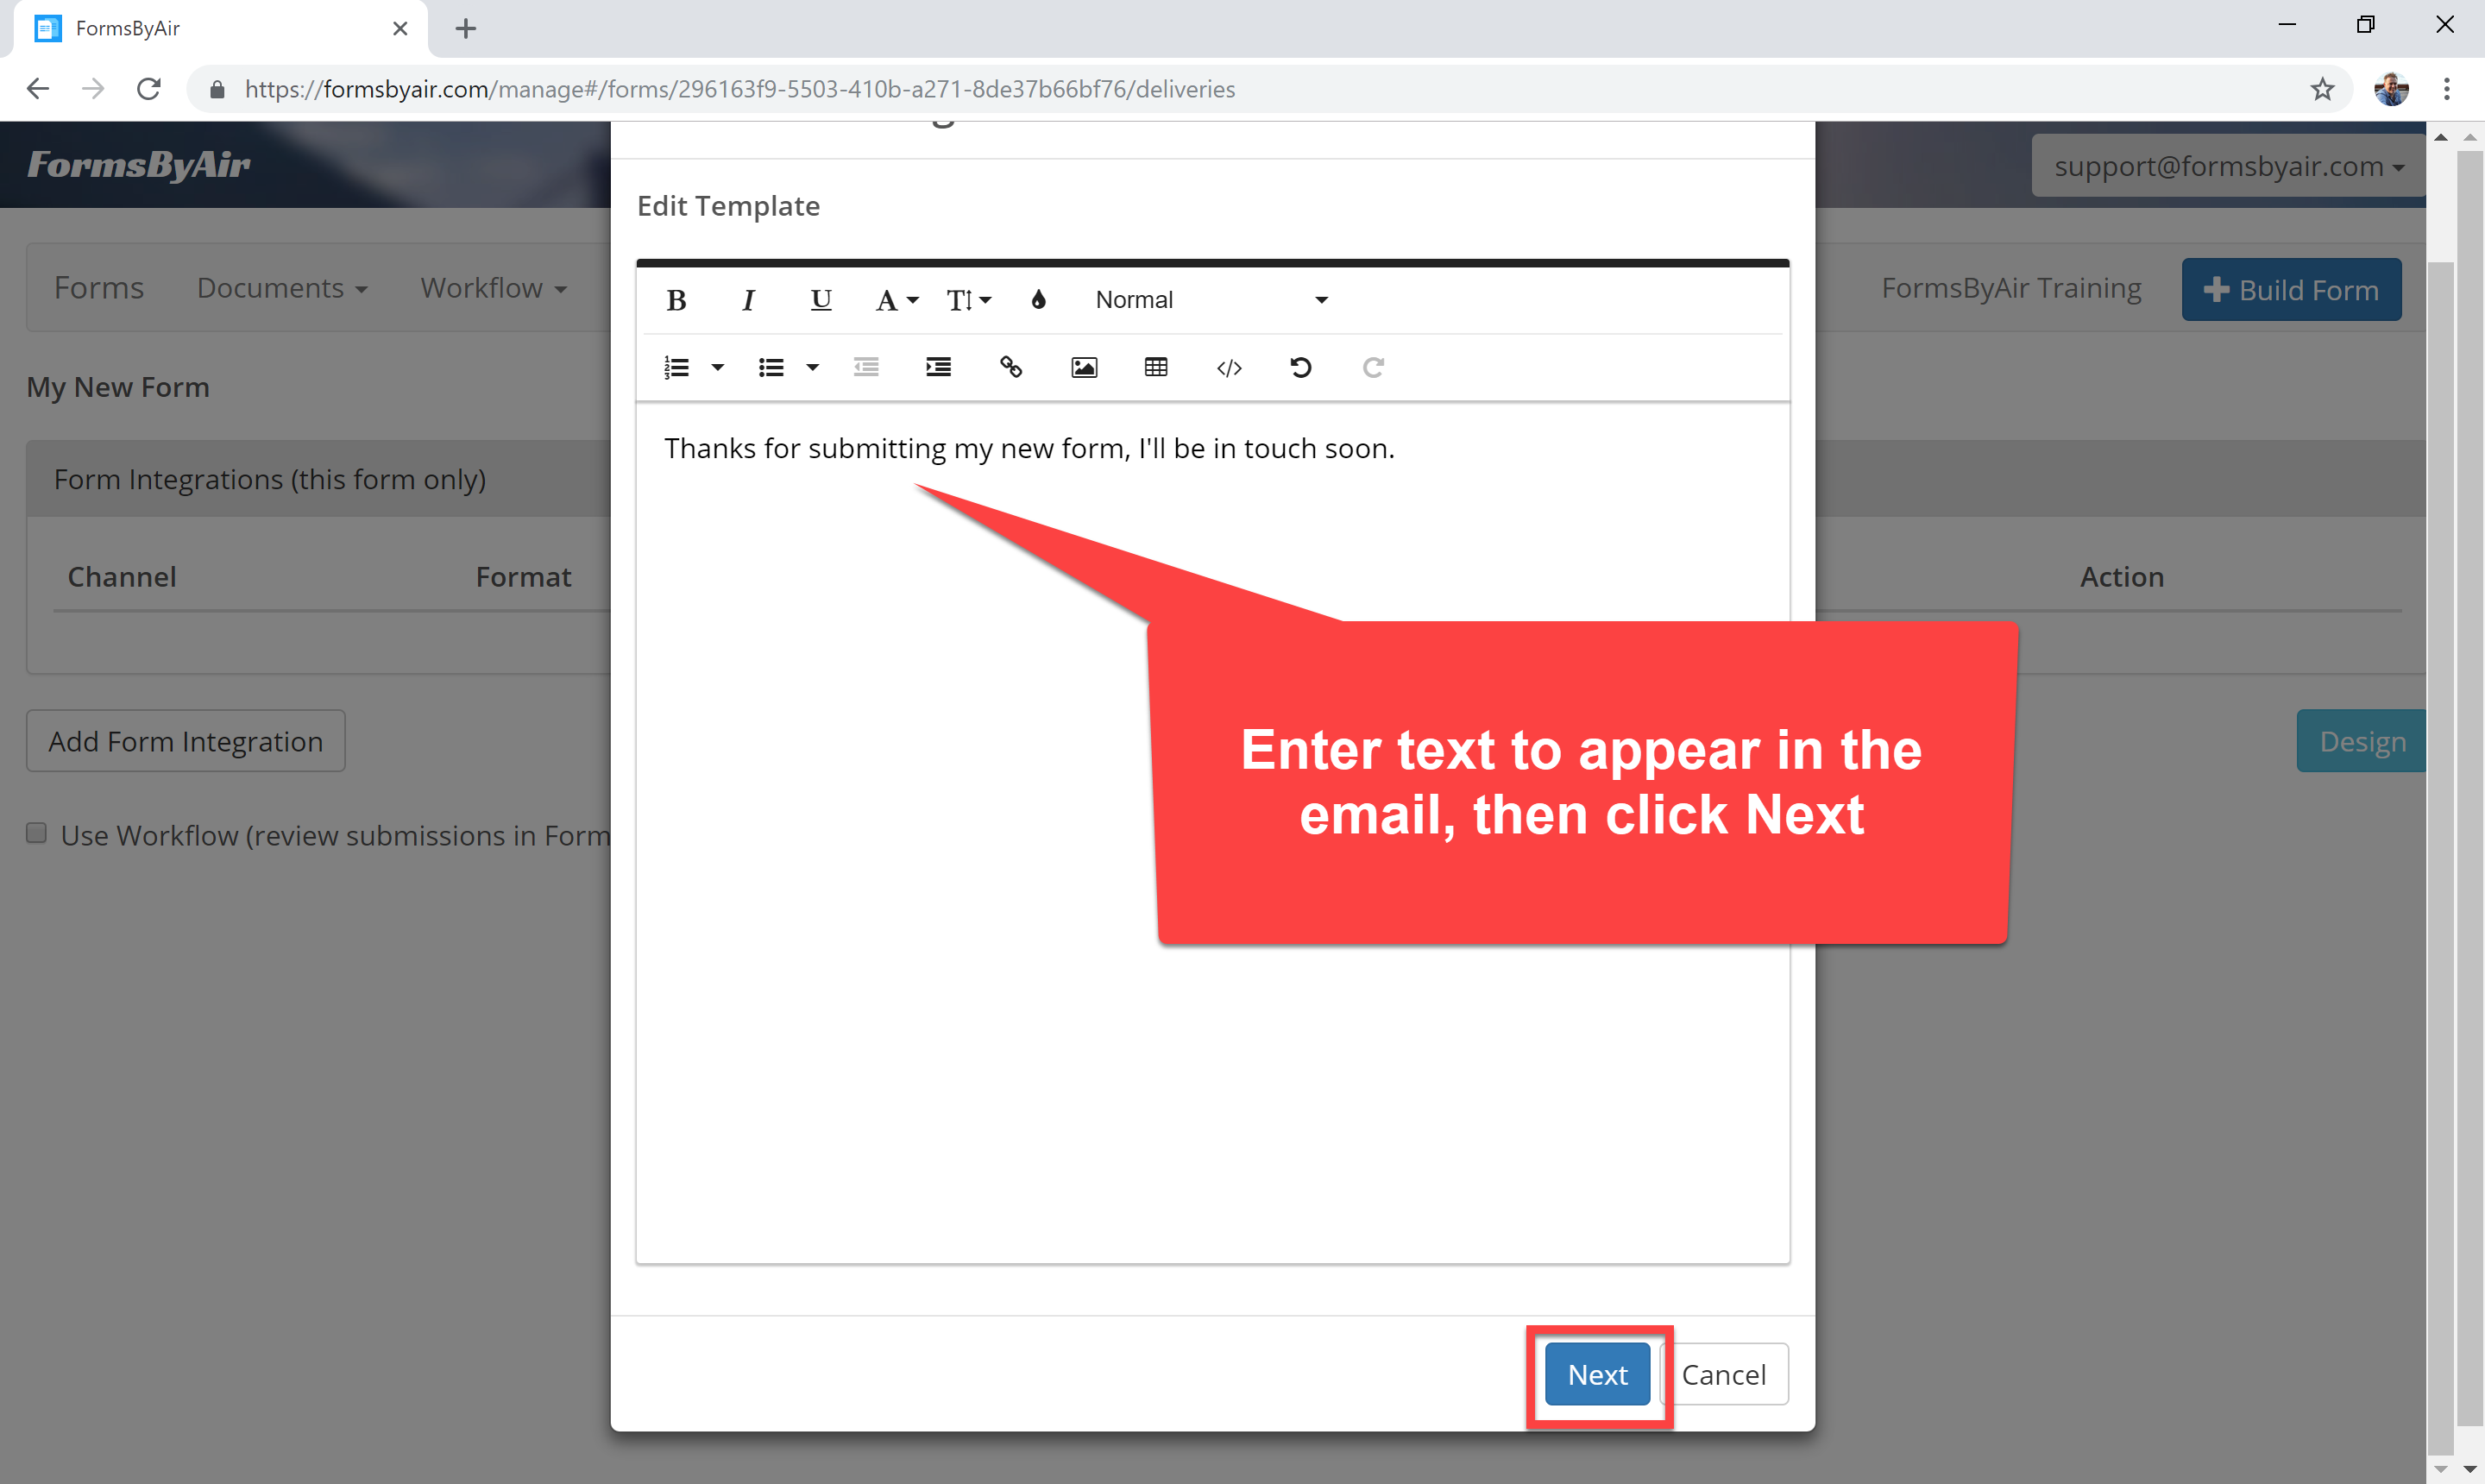 FormsByAir
https://formsbyair.com/manage#/forms/296163f9-5503-410b-a271-8de37b66bf76/deliveries
FormsByAir
support@formsbyair.com
Edit Template
Forms Documents Workflow
FormsByAir Training
Build Form
B I U A T Normal
My New Form
Thanks for submitting my new form, I'll be in touch soon.
Form Integrations (this form only)
Channel Format Action
Add Form Integration
Design
Enter text to appear in the
email, then click Next
Use Workflow (review submissions in Form
Next Cancel